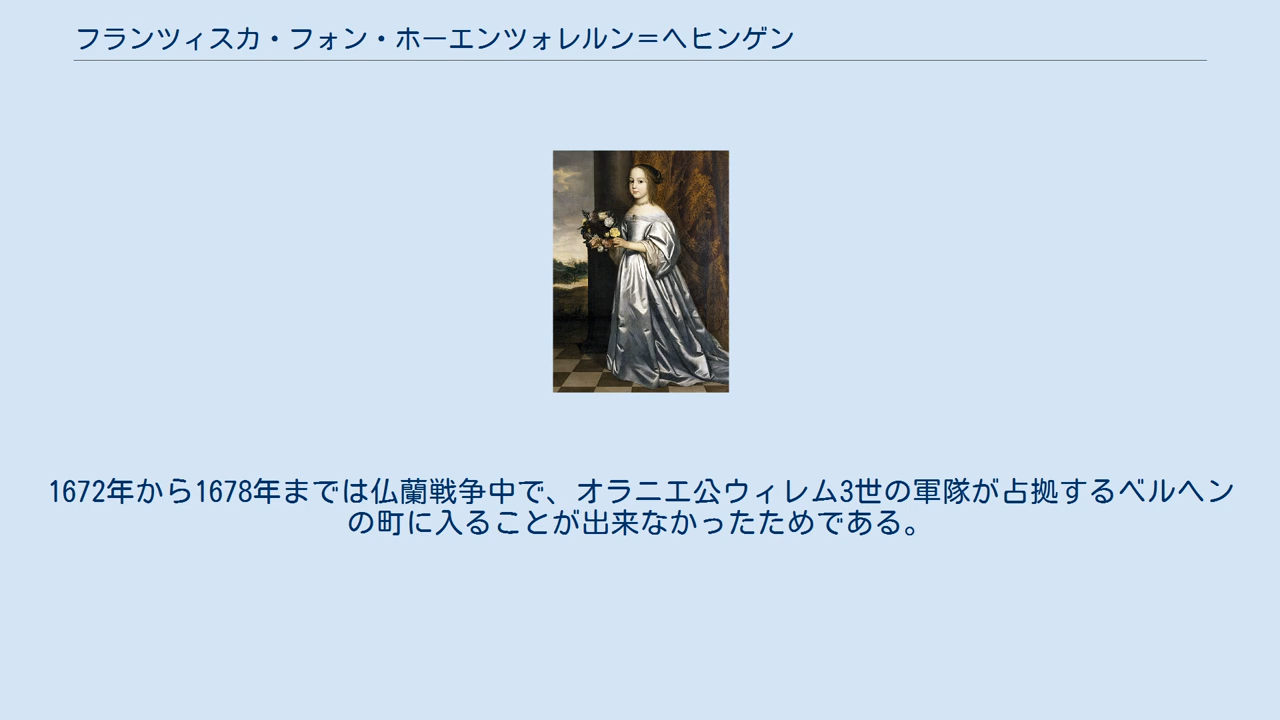 フランツィスカ・フォン・ホーエンツォレルン＝ヘヒンゲン
1672年から1678年までは仏蘭戦争中で、オラニエ公ウィレム3世の軍隊が占拠するベルヘン
の町に入ることが出来なかったためである。